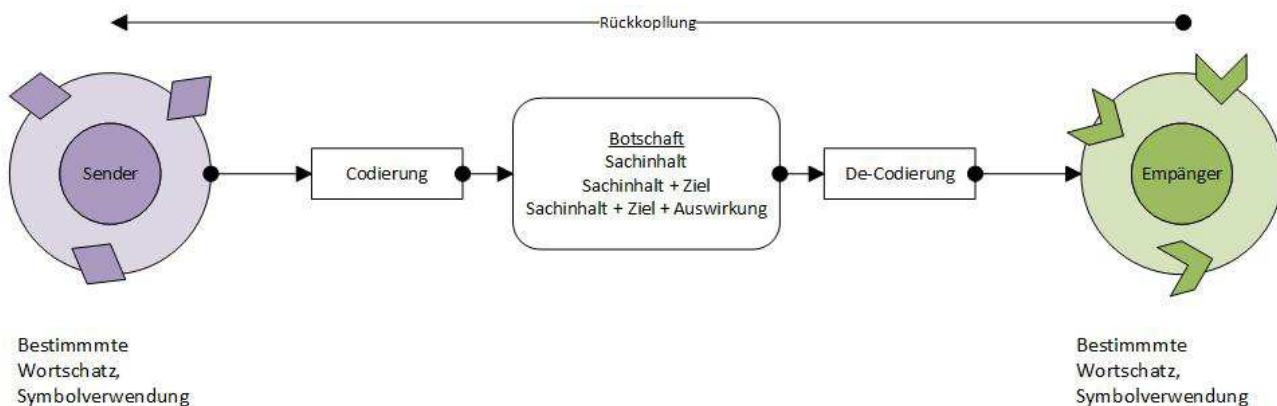 Rückkopllung
Sender
Codierung
Botschaft
Sachinhalt
Sachinhalt + Ziel
Sachinhalt + Ziel + Auswirkung
De-Codierung
Empänger
Bestimmmte
Wortschatz,
Symbolverwendung
Bestimmmte
Wortschatz,
Symbolverwendung